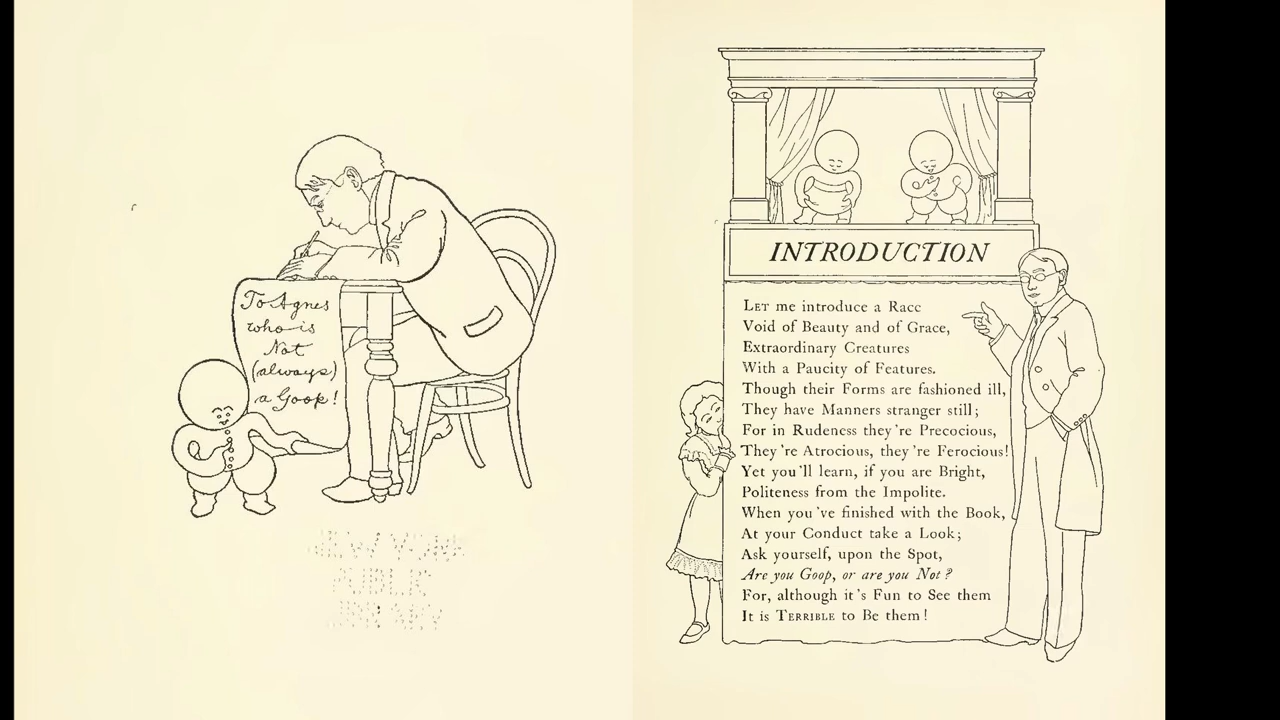 To Agnes
who is
Not
(always)
a Goop!
NEW YORK
PUBLIC
LIBRARY
INTRODUCTION
LET me introduce a Race
Void of Beauty and of Grace,
Extraordinary Creatures
With a Paucity of Features.
Though their Forms are fashioned ill,
They have Manners stranger still;
For in Rudeness they're Precocious,
They're Atrocious, they're Ferocious!
Yet you'll learn, if you are Bright,
Politeness from the Impolite.
When you've finished with the Book,
At your Conduct take a Look;
Ask yourself, upon the Spot,
Are you Goop, or are you Not?
For, although it's Fun to See them
It is TERRIBLE to Be them!